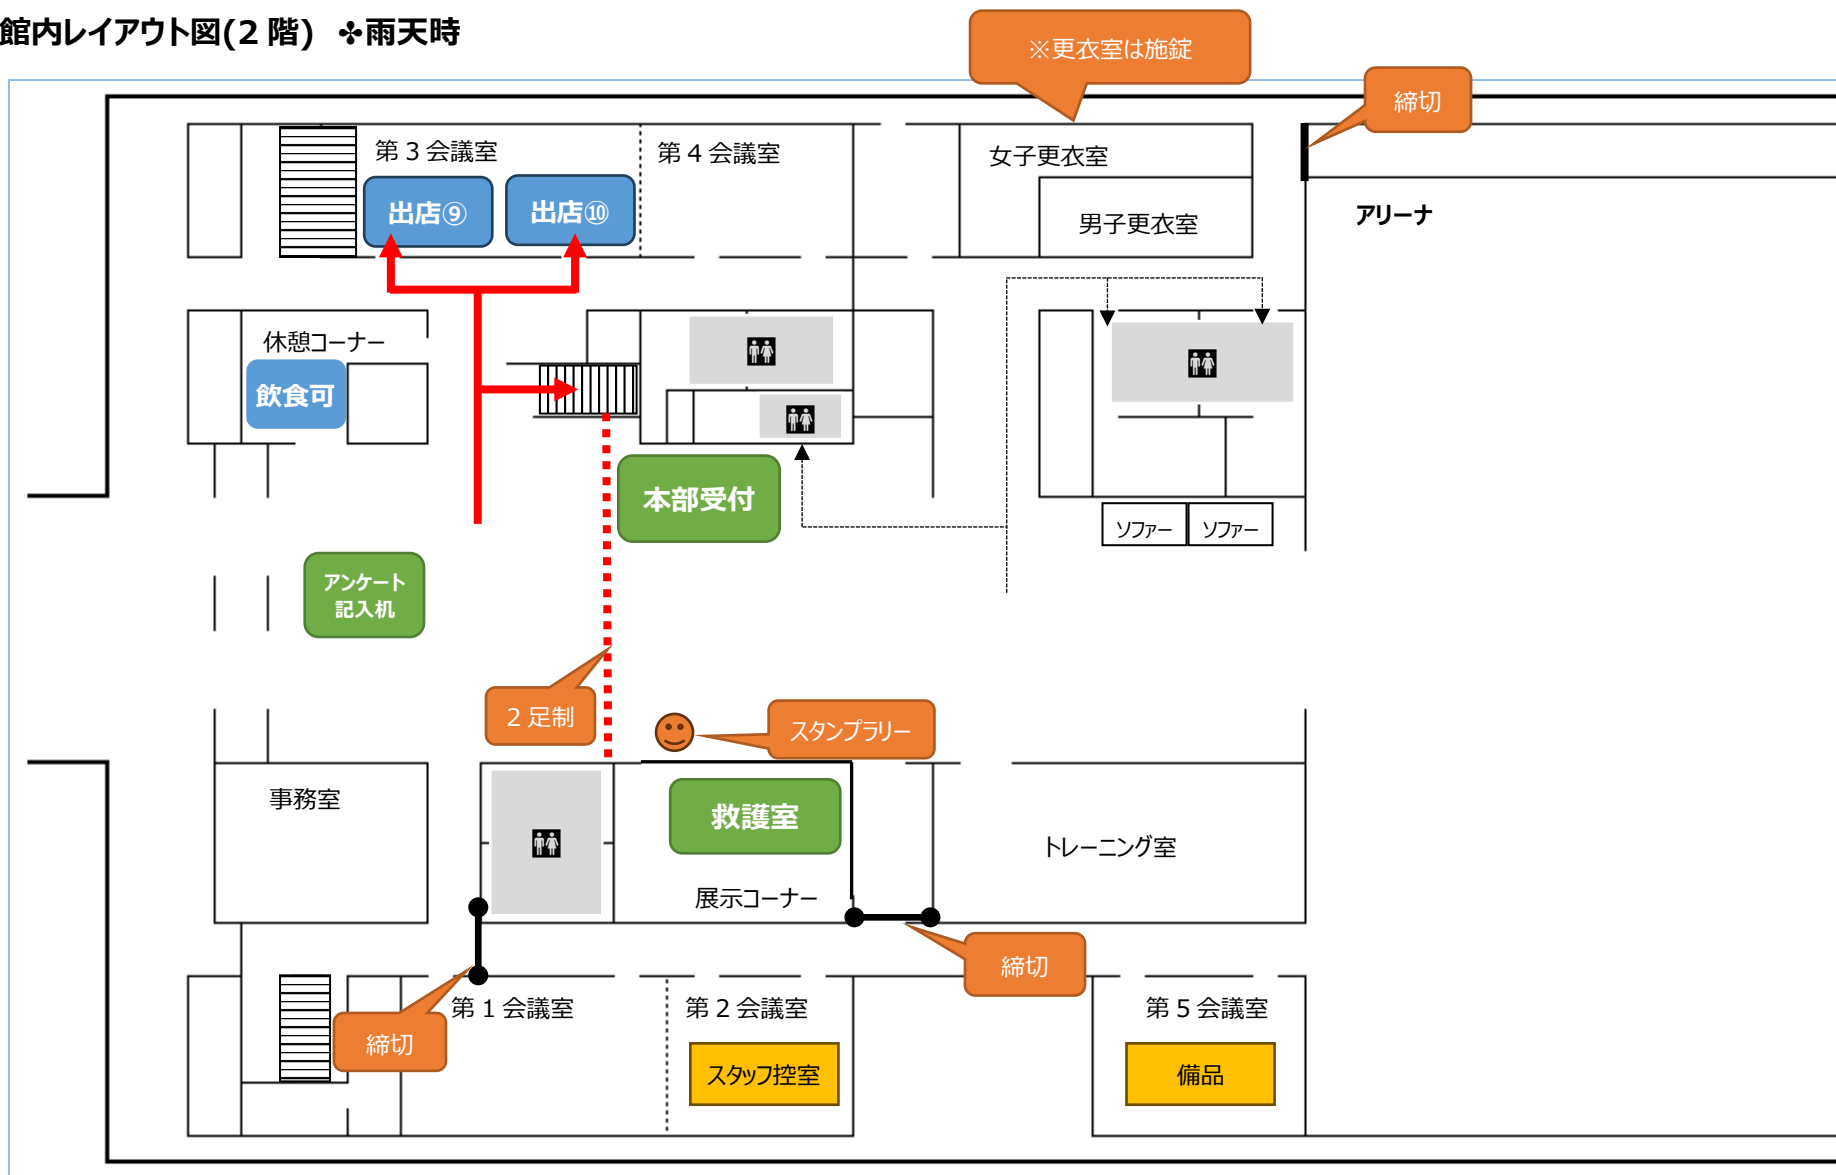 館内レイアウト図(2 階) ✤雨天時
※更衣室は施錠
締切
第 3 会議室
第 4 会議室
女子更衣室
出店⑨
出店⑩
男子更衣室
アリーナ
休憩コーナー
飲食可
本部受付
ソファー
ソファー
アンケート
記入机
2 足制
スタンプラリー
事務室
救護室
トレーニング室
展示コーナー
締切
第 1 会議室
第 2 会議室
第 5 会議室
締切
スタッフ控室
備品